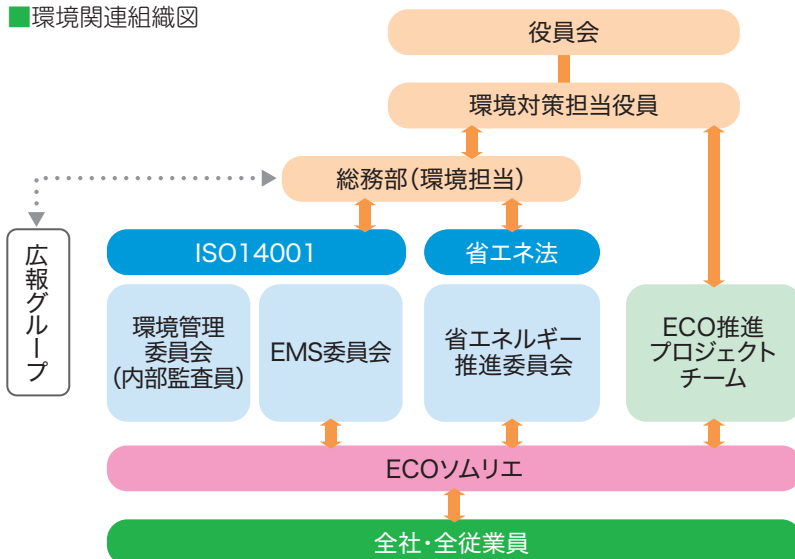 ■環境関連組織図
役員会
環境対策担当役員
総務部(環境担当)
広報グループ
ISO14001
省エネ法
環境管理
委員会
(内部監査員)
EMS委員会
省エネルギー
推進委員会
ECO推進
プロジェクト
チーム
ECOソムリエ
全社・全従業員